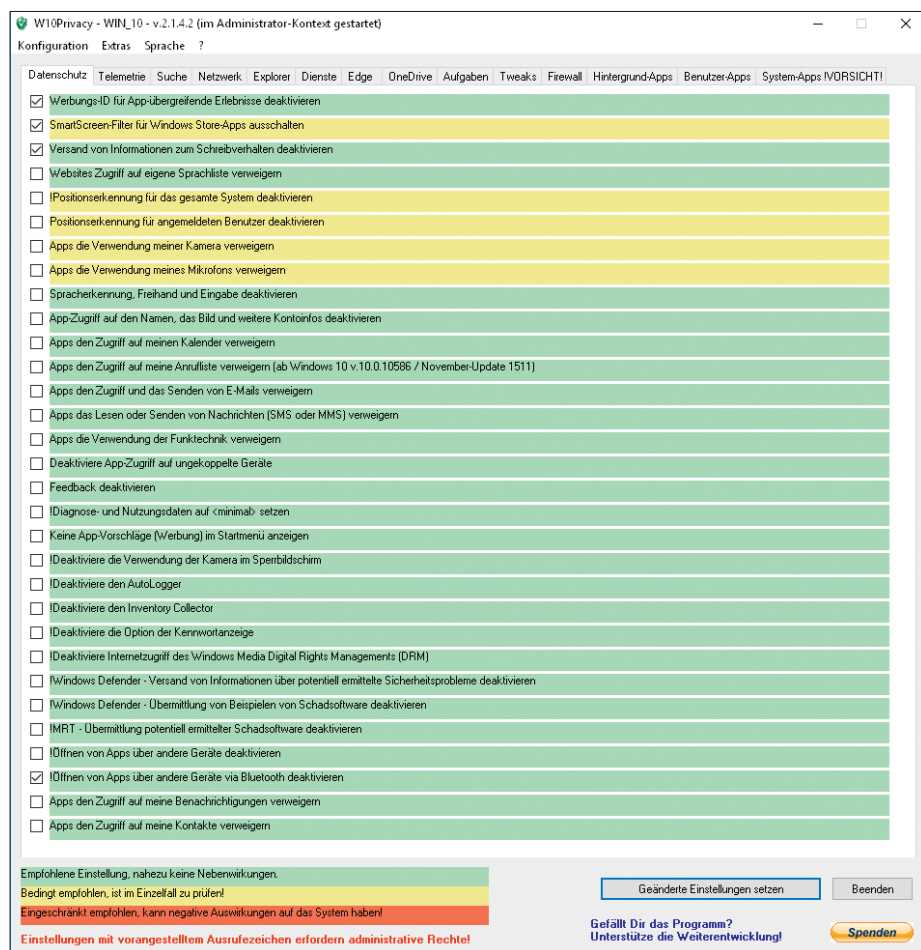 W10Privacy - WIN_10 - v.2.1.4.2 (im Administrator-Kontext gestartet)
Konfiguration Extras Sprache ?
Datenschutz Telemetrie Suche Netzwerk Explorer Dienste Edge OneDrive Aufgaben Tweaks Firewall Hintergrund-Apps Benutzer-Apps System-Apps !VORSICHT!
Werbungs-ID für App-übergreifende Erlebnisse deaktivieren
SmartScreen-Filter für Windows Store-Apps ausschalten
Versand von Informationen zum Schreibverhalten deaktivieren
Websites Zugriff auf eigene Sprachliste verweigern
!Positionserkennung für das gesamte System deaktivieren
Positionserkennung für angemeldeten Benutzer deaktivieren
Apps die Verwendung meiner Kamera verweigern
Apps die Verwendung meines Mikrofons verweigern
Spracherkennung, Freihand und Eingabe deaktivieren
App-Zugriff auf den Namen, das Bild und weitere Kontoinfos deaktivieren
Apps den Zugriff auf meinen Kalender verweigern
Apps den Zugriff auf meine Anrufliste verweigern (ab Windows 10 v.10.0.10586 / November-Update 1511)
Apps den Zugriff und das Senden von E-Mails verweigern
Apps das Lesen oder Senden von Nachrichten (SMS oder MMS) verweigern
Apps die Verwendung der Funktechnik verweigern
Deaktiviere App-Zugriff auf ungekoppelte Geräte
Feedback deaktivieren
!Diagnose- und Nutzungsdaten auf <minimal> setzen
Keine App-Vorschläge (Werbung) im Startmenü anzeigen
!Deaktiviere die Verwendung der Kamera im Sperrbildschirm
!Deaktiviere den AutoLogger
!Deaktiviere den Inventory Collector
!Deaktiviere die Option der Kennwortanzeige
!Deaktiviere Internetzugriff des Windows Media Digital Rights Managements (DRM)
!Windows Defender - Versand von Informationen über potentiell ermittelte Sicherheitsprobleme deaktivieren
!Windows Defender - Übermittlung von Beispielen von Schadsoftware deaktivieren
!MRT - Übermittlung potentiell ermittelter Schadsoftware deaktivieren
!Öffnen von Apps über andere Geräte deaktivieren
!Öffnen von Apps über andere Geräte via Bluetooth deaktivieren
Apps den Zugriff auf meine Benachrichtigungen verweigern
Apps den Zugriff auf meine Kontakte verweigern
Empfohlene Einstellung, nahezu keine Nebenwirkungen.
Bedingt empfohlen, ist im Einzelfall zu prüfen!
Eingeschränkt empfohlen, kann negative Auswirkungen auf das System haben!
Einstellungen mit vorangestelltem Ausrufezeichen erfordern administrative Rechte!
Geänderte Einstellungen setzen
Beenden
Gefällt Dir das Programm?
Unterstütze die Weiterentwicklung!
Spenden